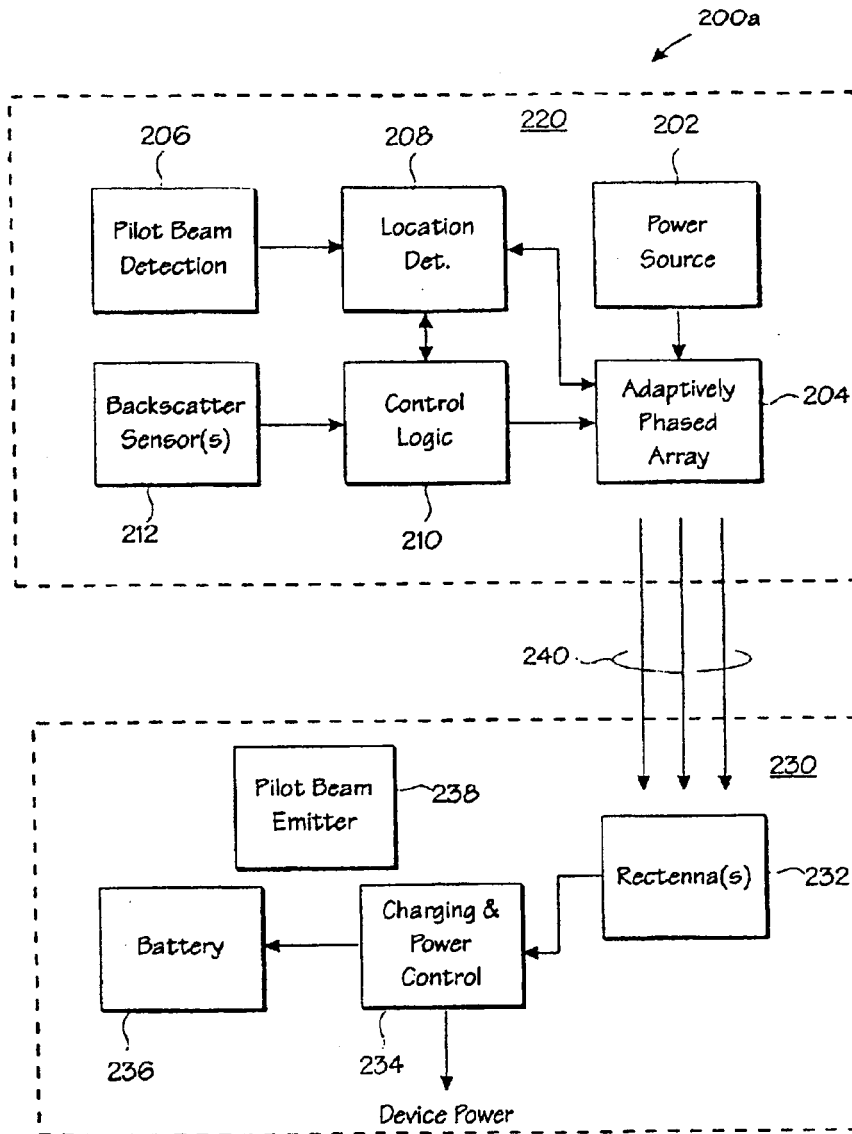 200a
220
206
208
202
Pilot Beam
Detection
Location
Det.
Power
Source
Backscatter
Sensor(s)
Control
Logic
Adaptively
Phased
Array
204
212
210
240
230
Pilot Beam
Emitter
238
Rectenna(s)
232
Battery
Charging &
Power
Control
236
234
Device Power